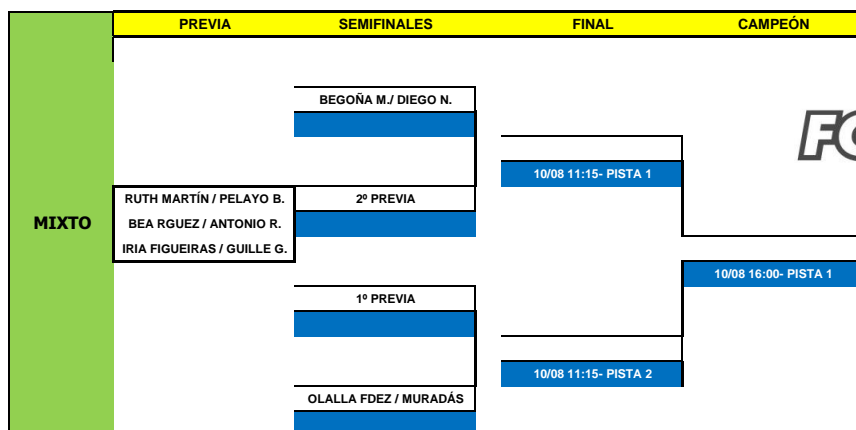 PREVIA SEMIFINALES FINAL CAMPEÓN
BEGOÑA M./ DIEGO N.
10/08 11:15- PISTA 1
RUTH MARTÍN / PELAYO B. 2º PREVIA
MIXTO BEA RGUEZ / ANTONIO R.
IRIA FIGUEIRAS / GUILLE G.
10/08 16:00- PISTA 1
1º PREVIA
10/08 11:15- PISTA 2
OLALLA FDEZ / MURADÁS